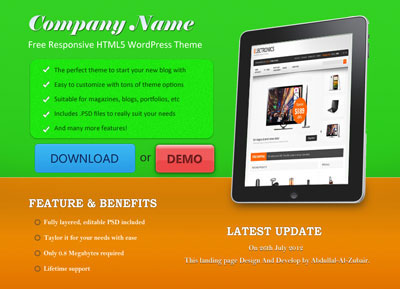 Company Name
Free Responsive HTML5 WordPress Theme
The perfect theme to start your new blog with
Easy to customize with tons of theme options
Suitable for magazines, blogs, portfolios, etc
Includes .PSD files to really suit your needs
And many more features!
DOWNLOAD or DEMO
ELECTRONICS
$189
FEATURE & BENEFITS
Fully layered, editable PSD included
Taylor it for your needs with ease
Only 0.8 Megabytes required
Lifetime support
LATEST UPDATE
On 26th July 2012
This landing page Design And Develop by Abdullal-Al-Zubair.